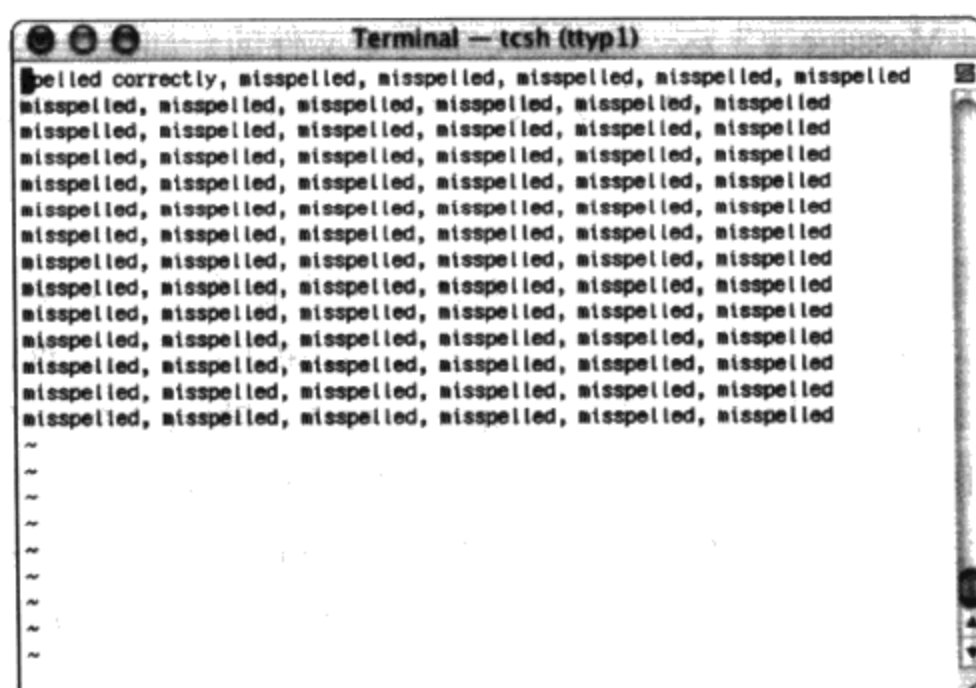 Terminal — tcsh (ttyp1)
spelled correctly, misspelled, misspelled, misspelled, misspelled, misspelled
misspelled, misspelled, misspelled, misspelled, misspelled, misspelled
misspelled, misspelled, misspelled, misspelled, misspelled, misspelled
misspelled, misspelled, misspelled, misspelled, misspelled, misspelled
misspelled, misspelled, misspelled, misspelled, misspelled, misspelled
misspelled, misspelled, misspelled, misspelled, misspelled, misspelled
misspelled, misspelled, misspelled, misspelled, misspelled, misspelled
misspelled, misspelled, misspelled, misspelled, misspelled, misspelled
misspelled, misspelled, misspelled, misspelled, misspelled, misspelled
misspelled, misspelled, misspelled, misspelled, misspelled, misspelled
misspelled, misspelled, misspelled, misspelled, misspelled, misspelled
misspelled, misspelled, misspelled, misspelled, misspelled, misspelled
misspelled, misspelled, misspelled, misspelled, misspelled, misspelled
misspelled, misspelled, misspelled, misspelled, misspelled, misspelled
~
~
~
~
~
~
~
~
~